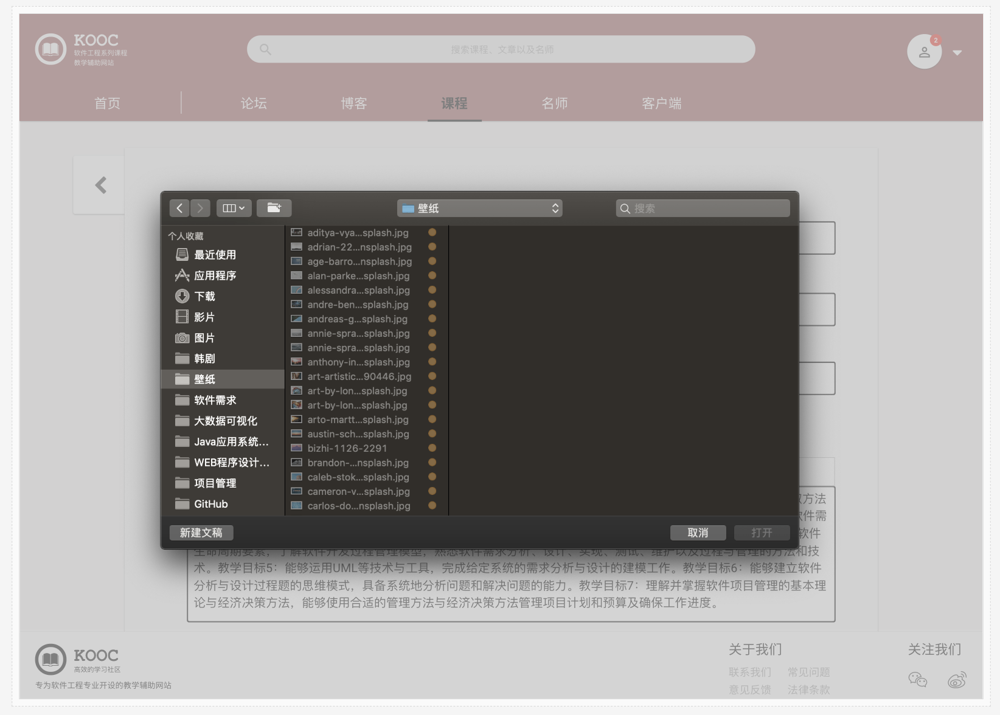 KOOC
软件工程系列课程
教学辅助网站
搜索课程、文章以及名师
2
首页
论坛
博客
课程
名师
客户端
壁纸
搜索
个人收藏
最近使用
应用程序
下载
影片
图片
韩剧
壁纸
软件需求
大数据可视化
Java应用系统...
WEB程序设计...
项目管理
GitHub
aditya-vya...splash.jpg
adrian-22...nsplash.jpg
age-barro...nsplash.jpg
alan-parke...splash.jpg
alessandra...splash.jpg
andre-ben...splash.jpg
andreas-g...splash.jpg
annie-spra...splash.jpg
annie-spra...splash.jpg
anthony-in...splash.jpg
art-artistic...90446.jpg
art-by-lon...splash.jpg
art-by-lon...splash.jpg
arto-martt...splash.jpg
austin-sch...splash.jpg
bizhi-1126-2291
brandon-...nsplash.jpg
caleb-stok...splash.jpg
cameron-v...splash.jpg
carlos-do...nsplash.jpg
新建文稿
取消
打开
方法
件需
软件
生命周期要素，了解软件开发过程管理模型，熟悉软件需求分析、设计、实现、测试、维护以及过程与管理的方法和技
术。教学目标5：能够运用UML等技术与工具，完成给定系统的需求分析与设计的建模工作。教学目标6：能够建立软件
分析与设计过程题的思维模式，具备系统地分析问题和解决问题的能力。教学目标7：理解并掌握软件项目管理的基本理
论与经济决策方法，能够使用合适的管理方法与经济决策方法管理项目计划和预算及确保工作进度。
KOOC
高效的学习社区
专为软件工程专业开设的教学辅助网站
关于我们
联系我们 常见问题
意见反馈 法律条款
关注我们